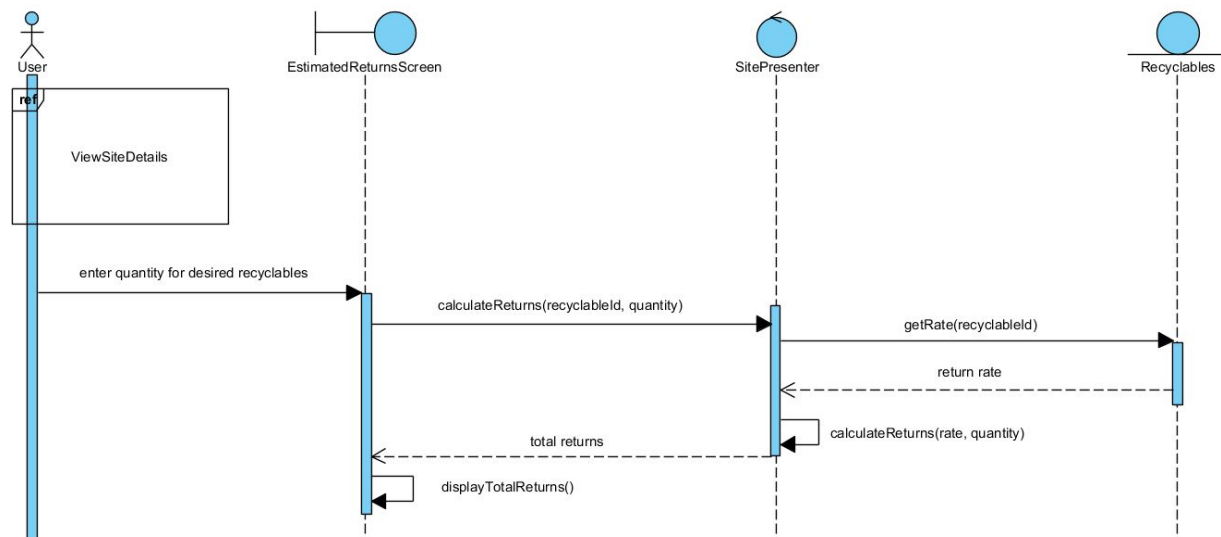 User
EstimatedReturnsScreen
SitePresenter
Recyclables
ref
ViewSiteDetails
enter quantity for desired recyclables
calculateReturns(recyclableId, quantity)
getRate(recyclableId)
return rate
calculateReturns(rate, quantity)
total returns
displayTotalReturns()